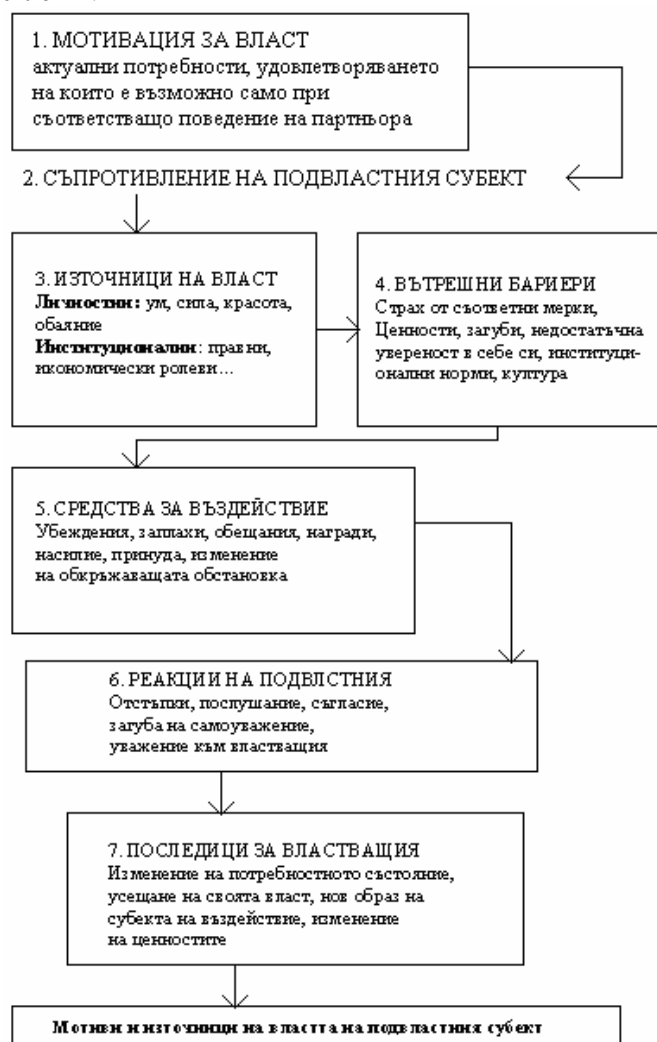 1. МОТИВАЦИЯ ЗА ВЛАСТ
актуални потребности, удовлетворяването
на които е възможно само при
съответстващо поведение на партньора
2. СЪПРОТИВЛЕНИЕ НА ПОДВЛАСТНИЯ СУБЕКТ
3. ИЗТОЧНИЦИ НА ВЛАСТ
Личностни: ум, сила, красота,
обаяние
Институционални: правни,
икономически ролеви...
4. ВЪТРЕШНИ БАРИЕРИ
Страх от съответни мерки,
Ценности, загуби, недостатъчна
увереност в себе си, институци-
онални норми, култура
5. СРЕДСТВА ЗА ВЪЗДЕЙСТВИЕ
Убеждения, заплахи, обещания, награди,
насилие, принуда, изменение
на обкръжаващата обстановка
6. РЕАКЦИИ НА ПОДВЛСТНИЯ
Отстъпки, послушание, съгласие,
загуба на самоуважение,
уважение към властващия
7. ПОСЛЕДИЦИ ЗА ВЛАСТВАЩИЯ
Изменение на потребностното състояние,
усещане на своята власт, нов образ на
субекта на въздействие, изменение
на ценностите
Мотиви и източници на властта на подвластния субект